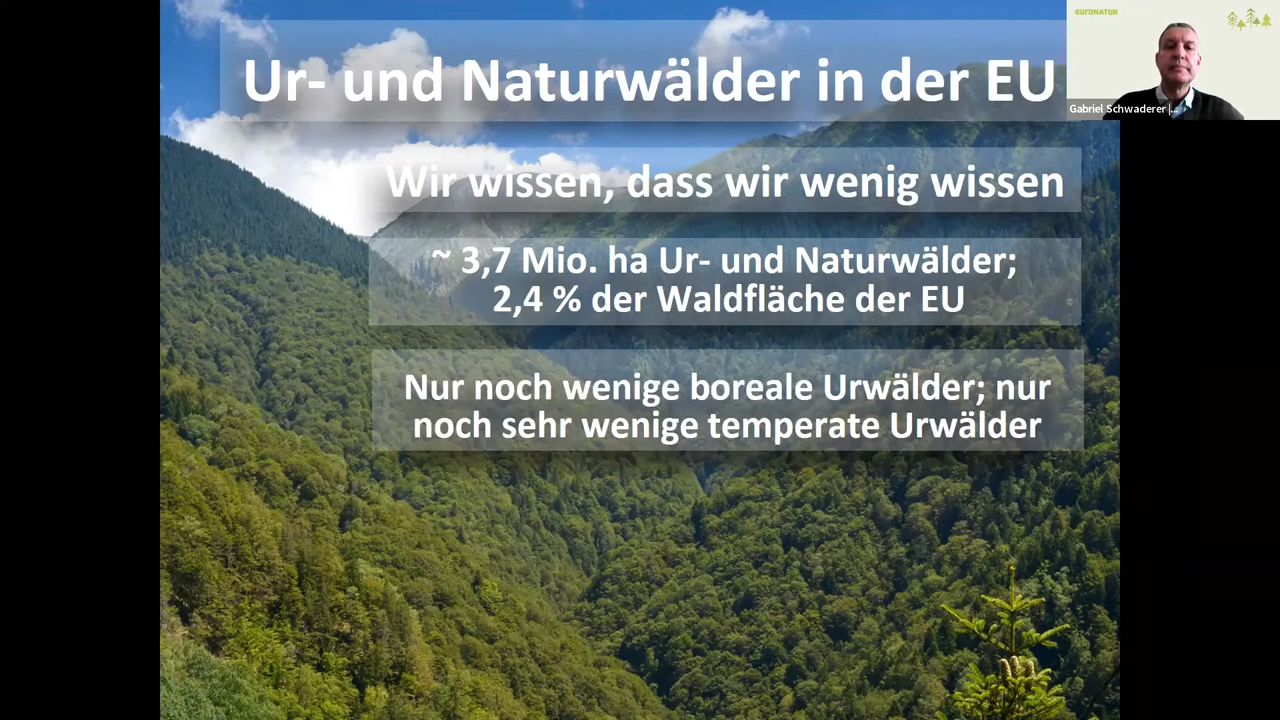 Ur- und Naturwälder in der EU
euronatur
Gabriel Schwaderer |...
Wir wissen, dass wir wenig wissen
~ 3,7 Mio. ha Ur- und Naturwälder;
2,4 % der Waldfläche der EU
Nur noch wenige boreale Urwälder; nur
noch sehr wenige temperate Urwälder